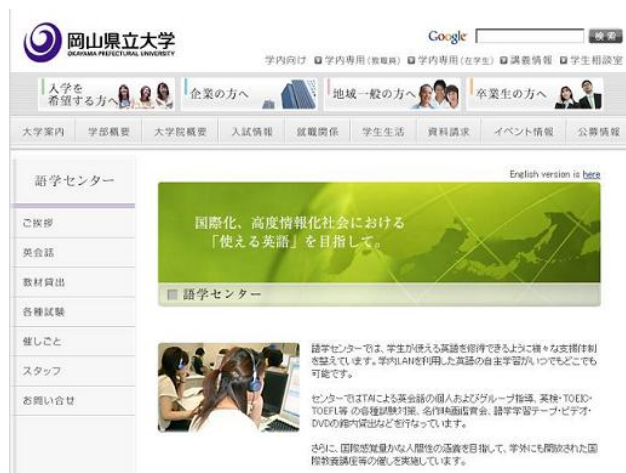 岡山県立大学
OKAYAMA PREFECTURAL UNIVERSITY
Google
検索
学内向け 学内専用(教職員) 学内専用(在学生) 講義情報 学生相談室
入学を
希望する方へ
企業の方へ
地域一般の方へ
卒業生の方へ
大学案内 学部概要 大学院概要 入試情報 就職関係 学生生活 資料請求 イベント情報 公募情報
English version is here
語学センター
ご挨拶
英会話
教材貸出
各種試験
催しごと
スタッフ
お問い合せ
国際化、高度情報化社会における
「使える英語」を目指して。
語学センター
語学センターでは、学生が使える英語を修得できるように様々な支援体制
を整えています。学内LANを利用した英語の自主学習がいつでもどこでも
可能です。
センターではTAによる英会話の個人およびグループ指導、英検・TOEIC・
TOEFL等 の各種試験対策、名作映画鑑賞会、語学学習テープ・ビデオ・
DVDの館内貸出などを行なっています。
さらに、国際感覚豊かな人間性の涵養を目指して、学外にも開放された国
際教養講座等の催しを実施しています。